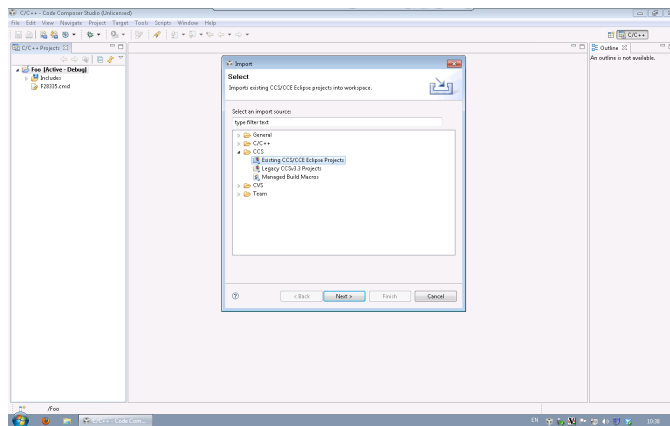 C/C++ - Code Composer Studio (Unlicensed)
File Edit View Navigate Project Target Tools Scripts Window Help
C/C++
C/C++ Projects
Outline
An outline is not available.
Foo [Active - Debug]
Includes
F28335.cmd
Import
Select
Imports existing CCS/CCE Eclipse projects into workspace.
Select an import source:
type filter text
General
C/C++
CCS
Existing CCS/CCE Eclipse Projects
Legacy CCSv3.3 Projects
Managed Build Macros
CVS
Team
< Back Next > Finish Cancel
/Foo
C/C++ - Code Com...
EN